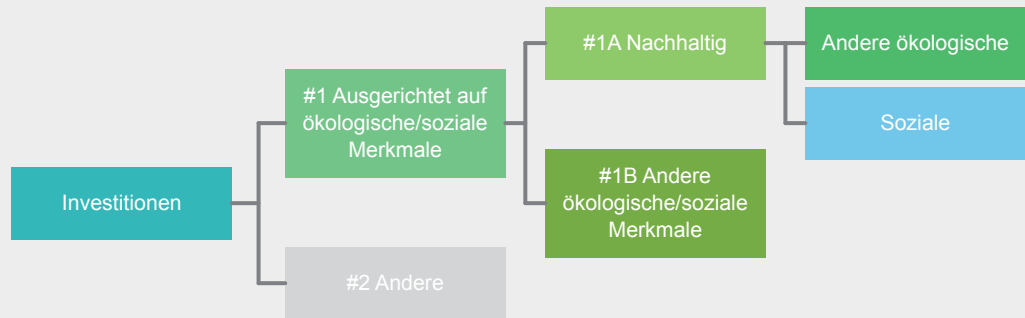 #1A Nachhaltig
Andere ökologische
#1 Ausgerichtet auf
ökologische/soziale
Merkmale
Soziale
Investitionen
#1B Andere
ökologische/soziale
Merkmale
#2 Andere